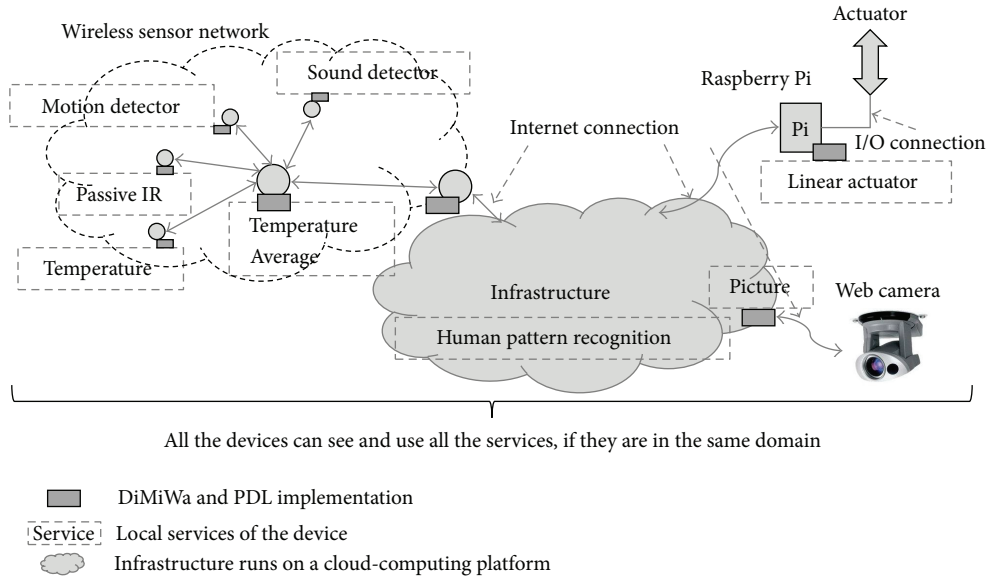 Actuator
Wireless sensor network
Sound detector
Raspberry Pi
Motion detector
Internet connection
Pi
I/O connection
Passive IR
Linear actuator
Temperature
Average
Temperature
Picture
Infrastructure
Web camera
Human pattern recognition
All the devices can see and use all the services, if they are in the same domain
DiMiWa and PDL implementation
Service Local services of the device
Infrastructure runs on a cloud-computing platform